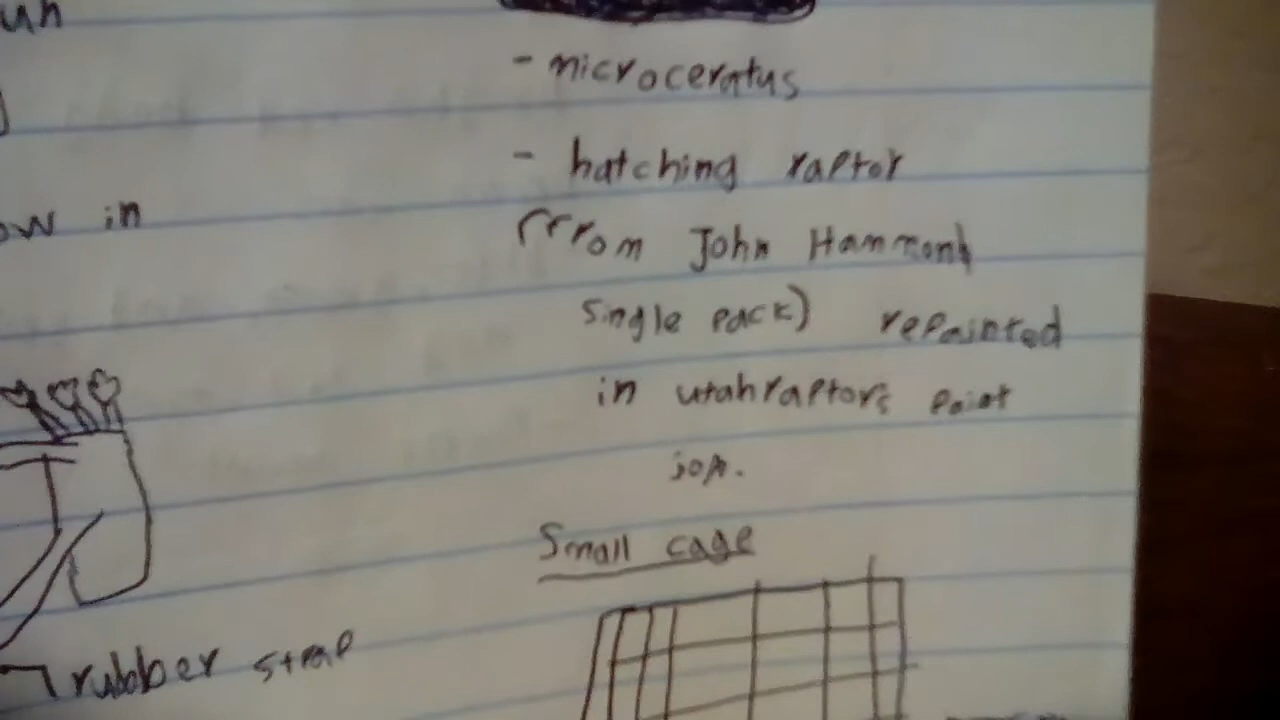 - microceratus
- hatching raptor
ow in
(From John Hammond
single pack) repainted
in utahraptors paint
job.
Small cage
rubber strap